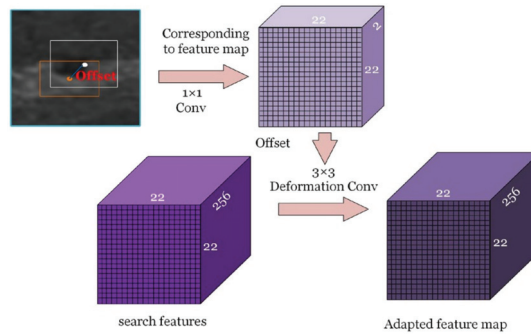 Offset
Corresponding
to feature map
1×1
Conv
22
2
22
Offset
3×3
Deformation Conv
22
256
22
search features
22
256
22
Adapted feature map